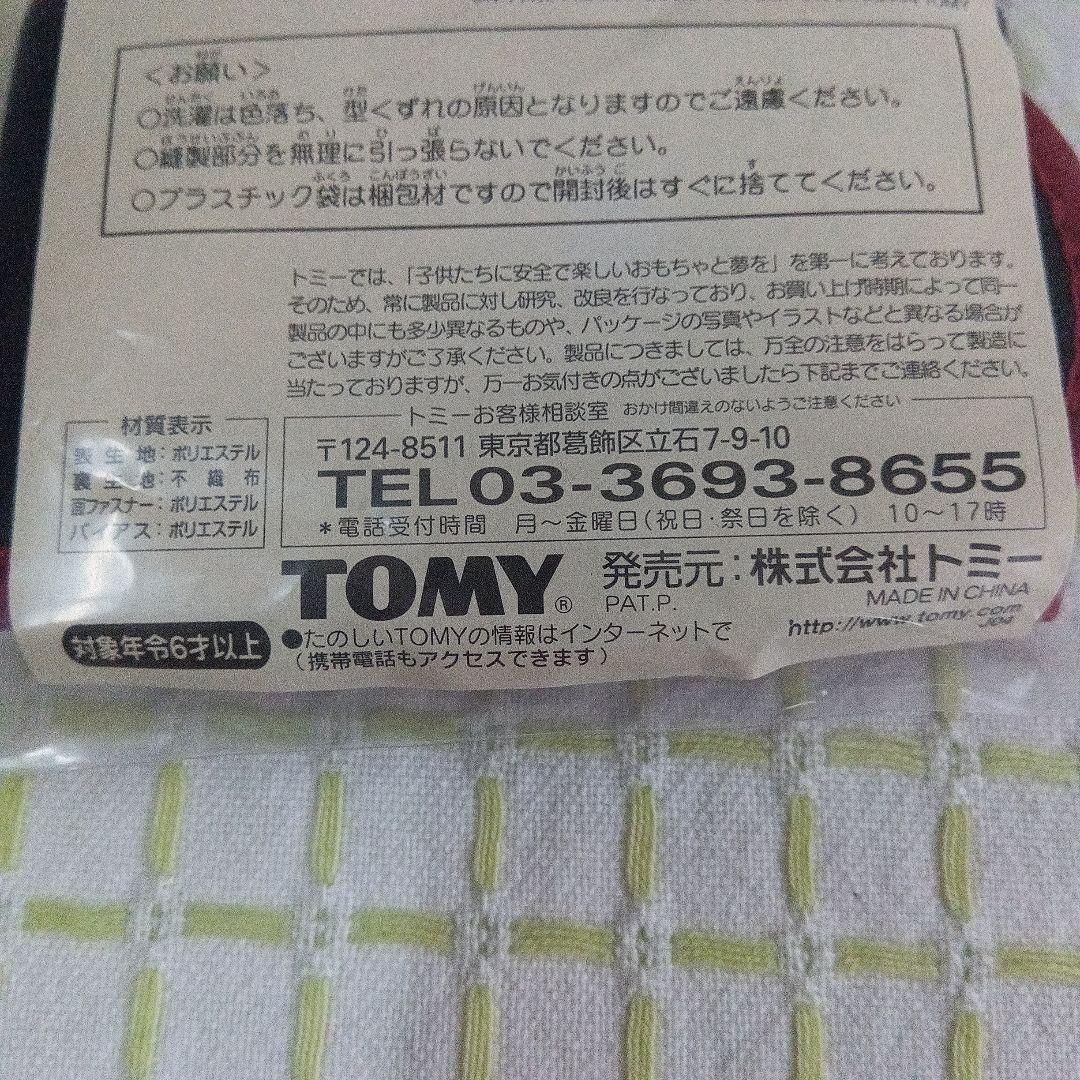 ＜お願い＞
○洗濯は色落ち、型くずれの原因となりますのでご遠慮ください。
○縫製部分を無理に引っ張らないでください。
○プラスチック袋は梱包材ですので開封後はすぐに捨ててください。
トミーでは、「子供たちに安全で楽しいおもちゃと夢を」を第一に考えております。
そのため、常に製品に対し研究、改良を行なっており、お買い上げ時期によって同一
製品の中にも多少異なるものや、パッケージの写真やイラストなどと異なる場合が
ございますがご了承ください。製品につきましては、万全の注意をはらって製造に
当たっておりますが、万一お気付きの点がございましたら下記までご連絡ください。
材質表示
表生地：ポリエステル
裏生地：不織布
面ファスナー：ポリエステル
バイアス：ポリエステル
トミーお客様相談室 おかけ間違えのないようご注意ください
〒124-8511 東京都葛飾区立石7-9-10
TEL 03-3693-8655
＊電話受付時間 月～金曜日（祝日・祭日を除く） 10～17時
TOMY® 発売元：株式会社トミー
PAT.P. MADE IN CHINA
対象年令6才以上
●たのしいTOMYの情報はインターネットで http://www.tomy.com
（携帯電話もアクセスできます） J04